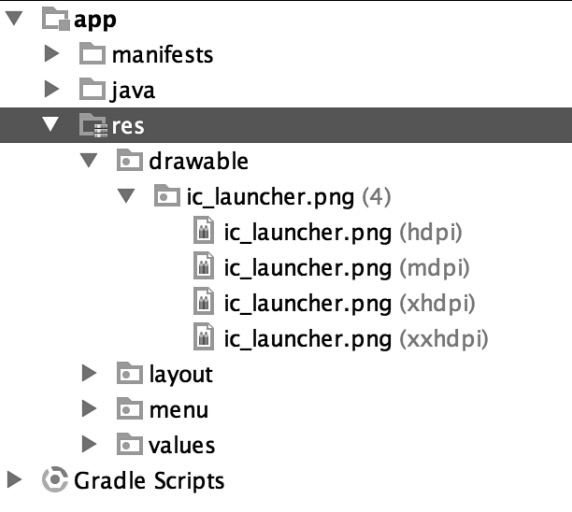 app
manifests
java
res
drawable
ic_launcher.png (4)
ic_launcher.png (hdpi)
ic_launcher.png (mdpi)
ic_launcher.png (xhdpi)
ic_launcher.png (xxhdpi)
layout
menu
values
Gradle Scripts